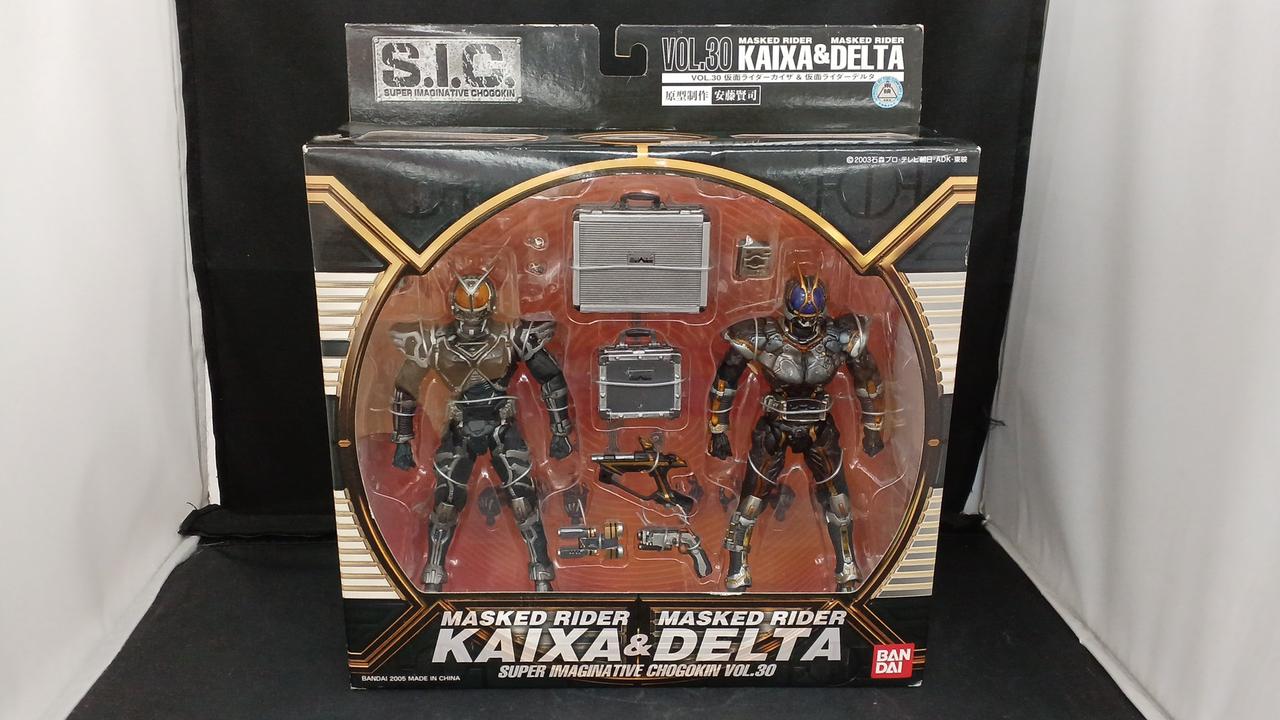 S.I.C.
SUPER IMAGINATIVE CHOGOKIN
VOL.30
MASKED RIDER MASKED RIDER
KAIXA&DELTA
VOL.30 仮面ライダーカイザ & 仮面ライダーデルタ
原型制作 安藤賢司
©2003石森プロ・テレビ朝日・ADK・東映
MASKED RIDER MASKED RIDER
KAIXA&DELTA
SUPER IMAGINATIVE CHOGOKIN VOL.30
BANDAI 2005 MADE IN CHINA
BAN
DAI